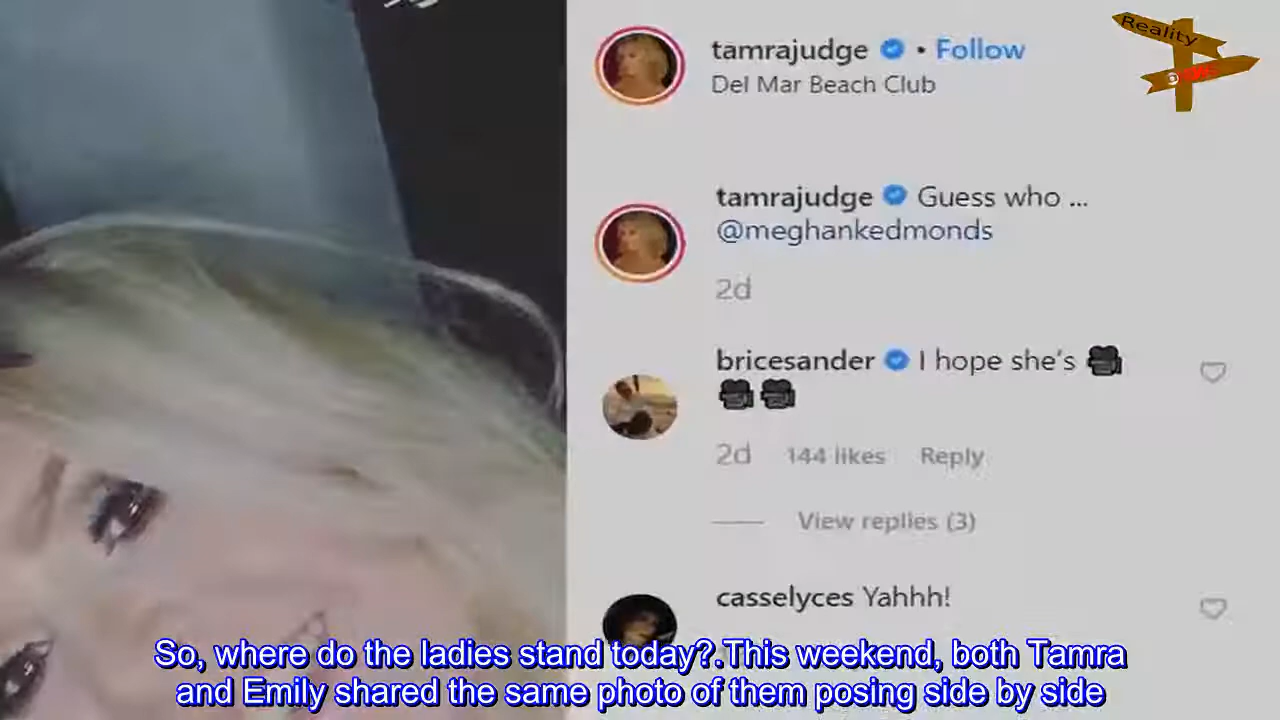 Reality
tamrajudge • Follow
Del Mar Beach Club
tamrajudge Guess who ...
@meghankedmonds
2d
bricesander I hope she's
2d 144 likes Reply
View replies (3)
casselyces Yahhh!
So, where do the ladies stand today?.This weekend, both Tamra
and Emily shared the same photo of them posing side by side